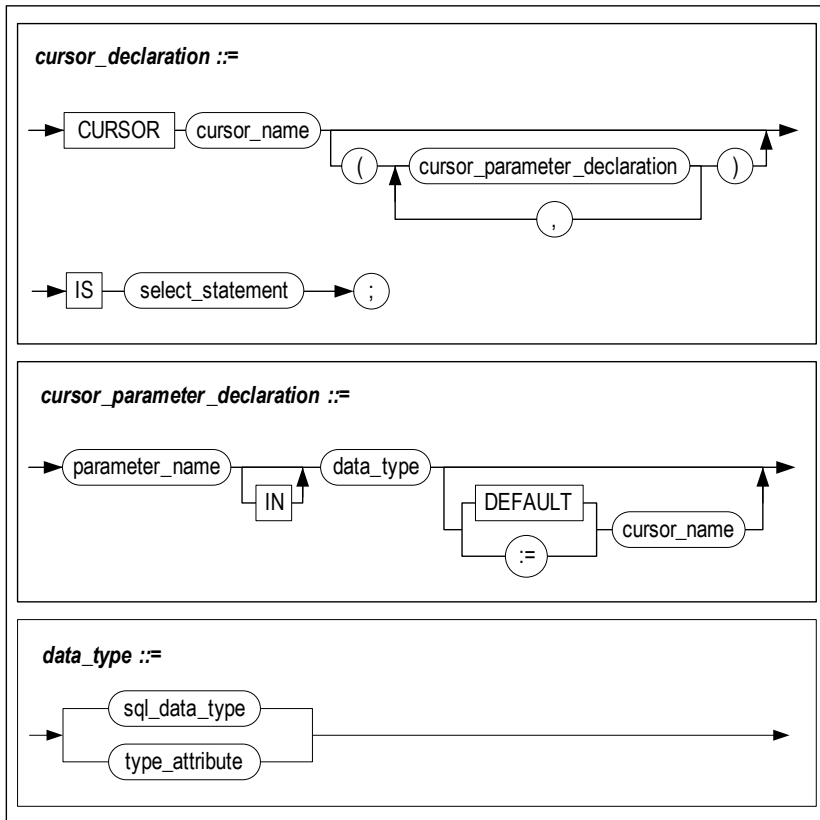 cursor_declaration ::=
CURSOR cursor_name
( cursor_parameter_declaration )
,
IS select_statement ;
cursor_parameter_declaration ::=
parameter_name data_type
IN DEFAULT
:= cursor_name
data_type ::=
sql_data_type
type_attribute